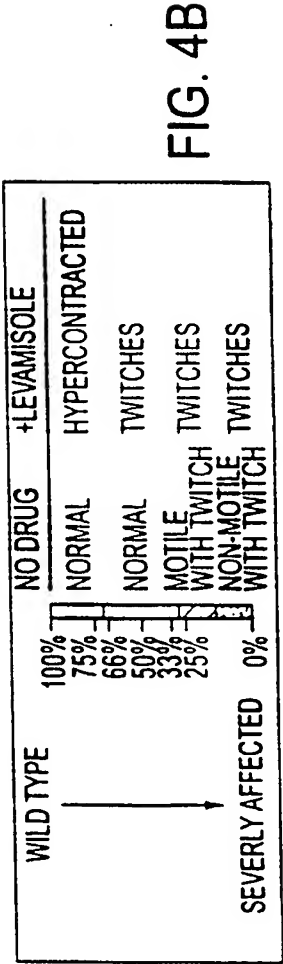 NO DRUG +LEVAMISOLE
WILD TYPE
100%
75% NORMAL HYPERCONTRACTED
66%
50% NORMAL TWITCHES
33% MOTILE
25% WITH TWITCH TWITCHES
NON-MOTILE
0% WITH TWITCH TWITCHES
SEVERLY AFFECTED
FIG. 4B